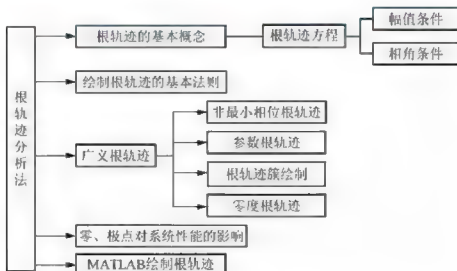 根轨迹分析法
根轨迹的基本概念
根轨迹方程
幅值条件
相角条件
绘制根轨迹的基本法则
广义根轨迹
非最小相位根轨迹
参数根轨迹
根轨迹簇绘制
零度根轨迹
零、极点对系统性能的影响
MATLAB绘制根轨迹